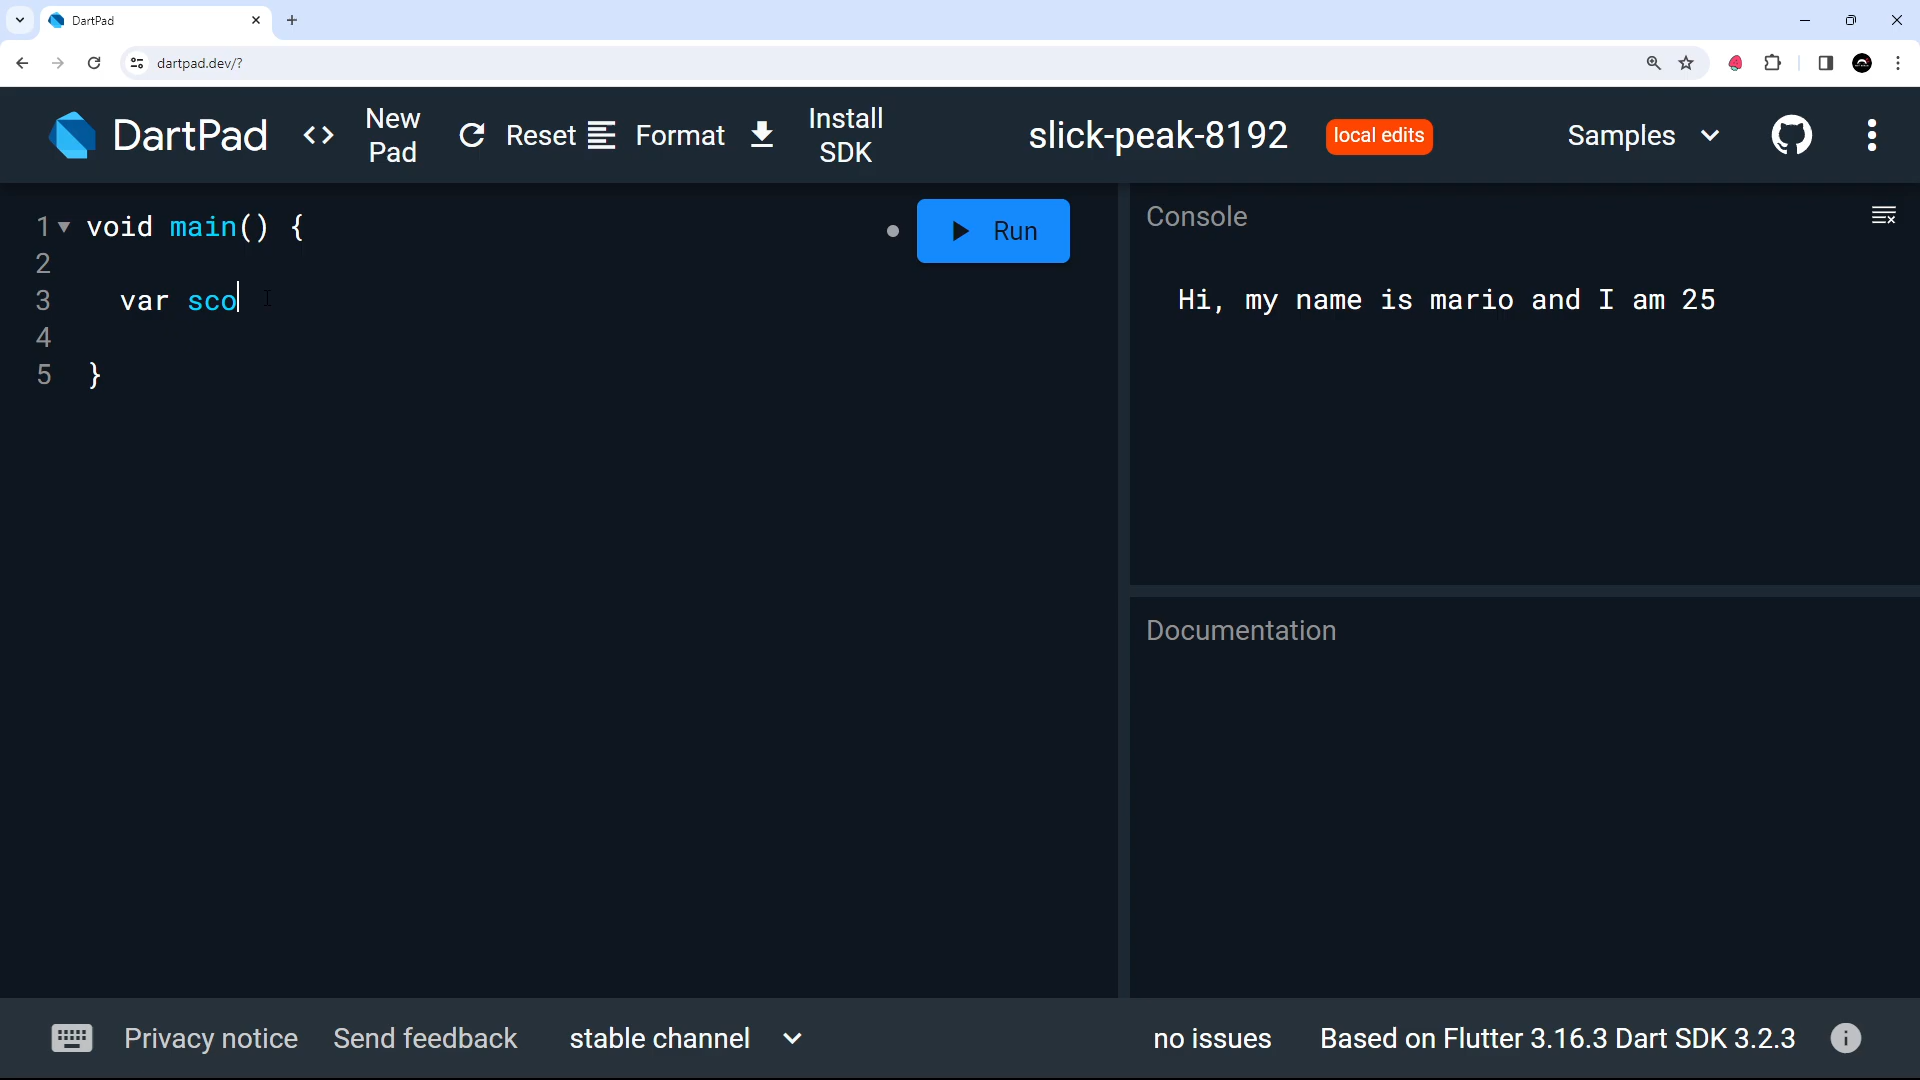 DartPad
dartpad.dev/?
DartPad
<>
New Pad
Reset
Format
Install SDK
slick-peak-8192
local edits
Samples
1 void main() {
2
3 var sco
4
5 }
Run
Console
Hi, my name is mario and I am 25
Documentation
Privacy notice
Send feedback
stable channel
no issues
Based on Flutter 3.16.3 Dart SDK 3.2.3